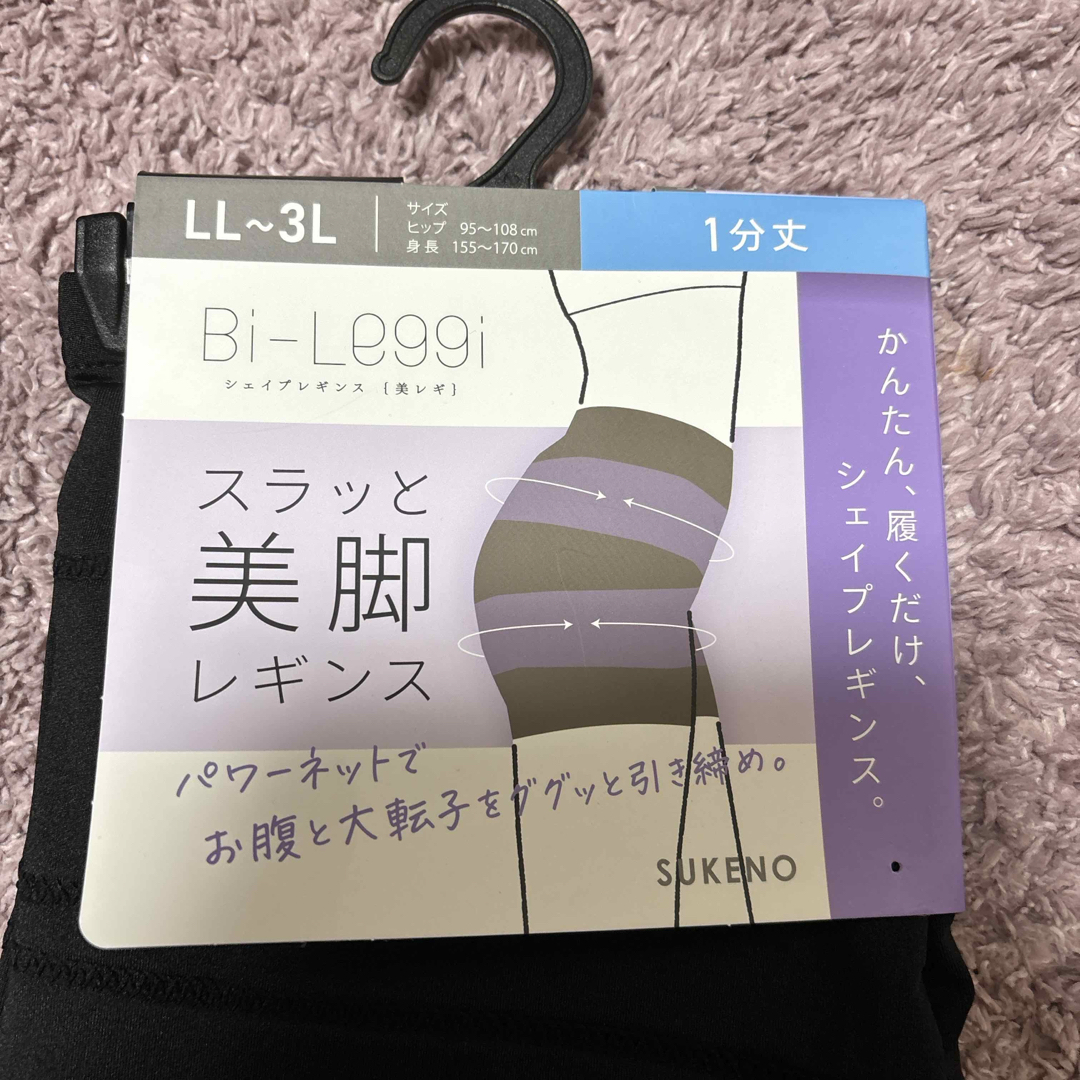 LL～3L
サイズ
ヒップ 95～108cm
身長 155～170cm
1分丈
Bi-Leggi
シェイプレギンス {美レギ}
スラッと
美脚
レギンス
パワーネットで
お腹と大転子をググッと引き締め。
かんたん、履くだけ、
シェイプレギンス。
SUKENO